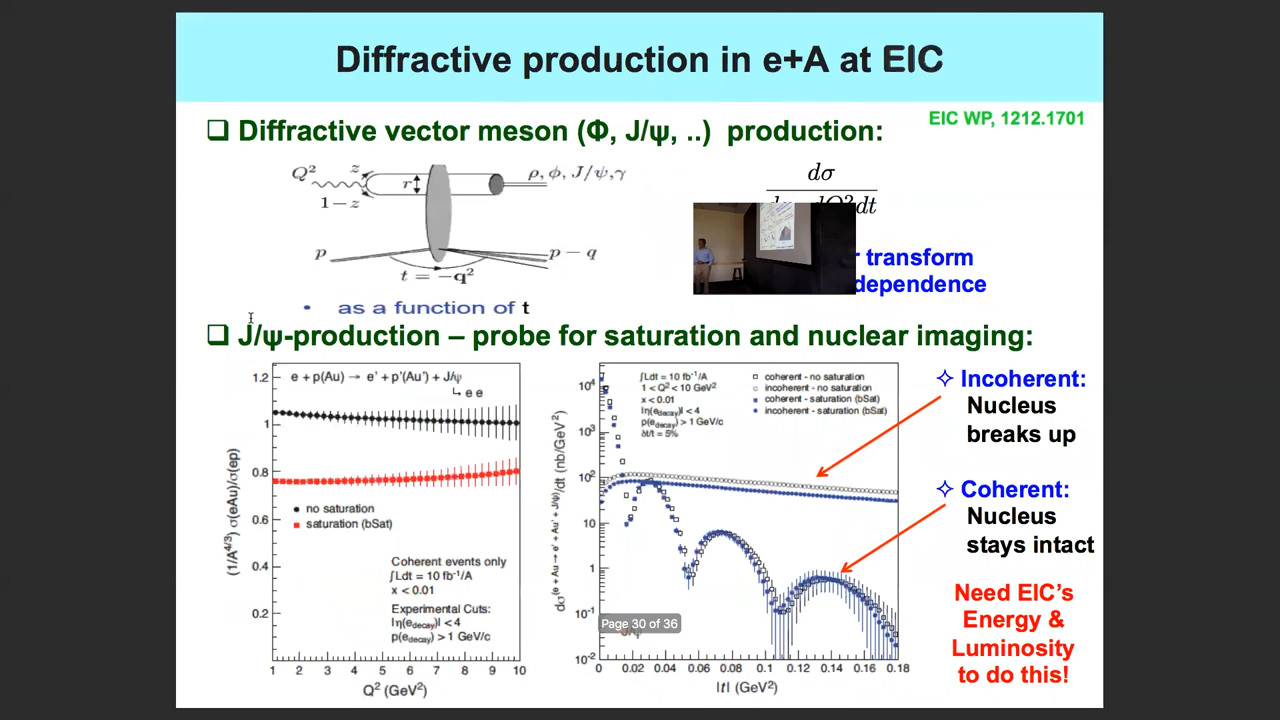 Diffractive production in e+A at EIC
EIC WP, 1212.1701
❑ Diffractive vector meson (Φ, J/ψ, ..) production:
Q² z r ρ, ϕ, J/ψ,γ
1−z
p p − q
t = −q²
• as a function of t
dσ
dQ²dt
transform
dependence
❑ J/ψ-production – probe for saturation and nuclear imaging:
e + p(Au) → e' + p'(Au') + J/ψ
e e
(1/A^4/3) σ(eAu)/σ(ep)
1.2
1
0.8
0.6
0.4
0.2
no saturation
saturation (bSat)
Coherent events only
∫Ldt = 10 fb⁻¹/A
x < 0.01
Experimental Cuts:
|η(e_decay)| < 4
p(e_decay) > 1 GeV/c
1 2 3 4 5 6 7 8 9 10
Q² (GeV²)
∫Ldt = 10 fb⁻¹/A
1 < Q² < 10 GeV²
x < 0.01
|η(e_decay)| < 4
p(e_decay) > 1 GeV/c
δt/t = 5%
coherent - no saturation
incoherent - no saturation
coherent - saturation (bSat)
incoherent - saturation (bSat)
dσ(e + Au → e' + Au' + J/ψ)/dt (nb/GeV²)
10⁴
10³
10²
10
1
10⁻¹
10⁻²
Page 30 of 36
0 0.02 0.04 0.06 0.08 0.1 0.12 0.14 0.16 0.18
|t| (GeV²)
✧ Incoherent:
Nucleus
breaks up
✧ Coherent:
Nucleus
stays intact
Need EIC's
Energy &
Luminosity
to do this!